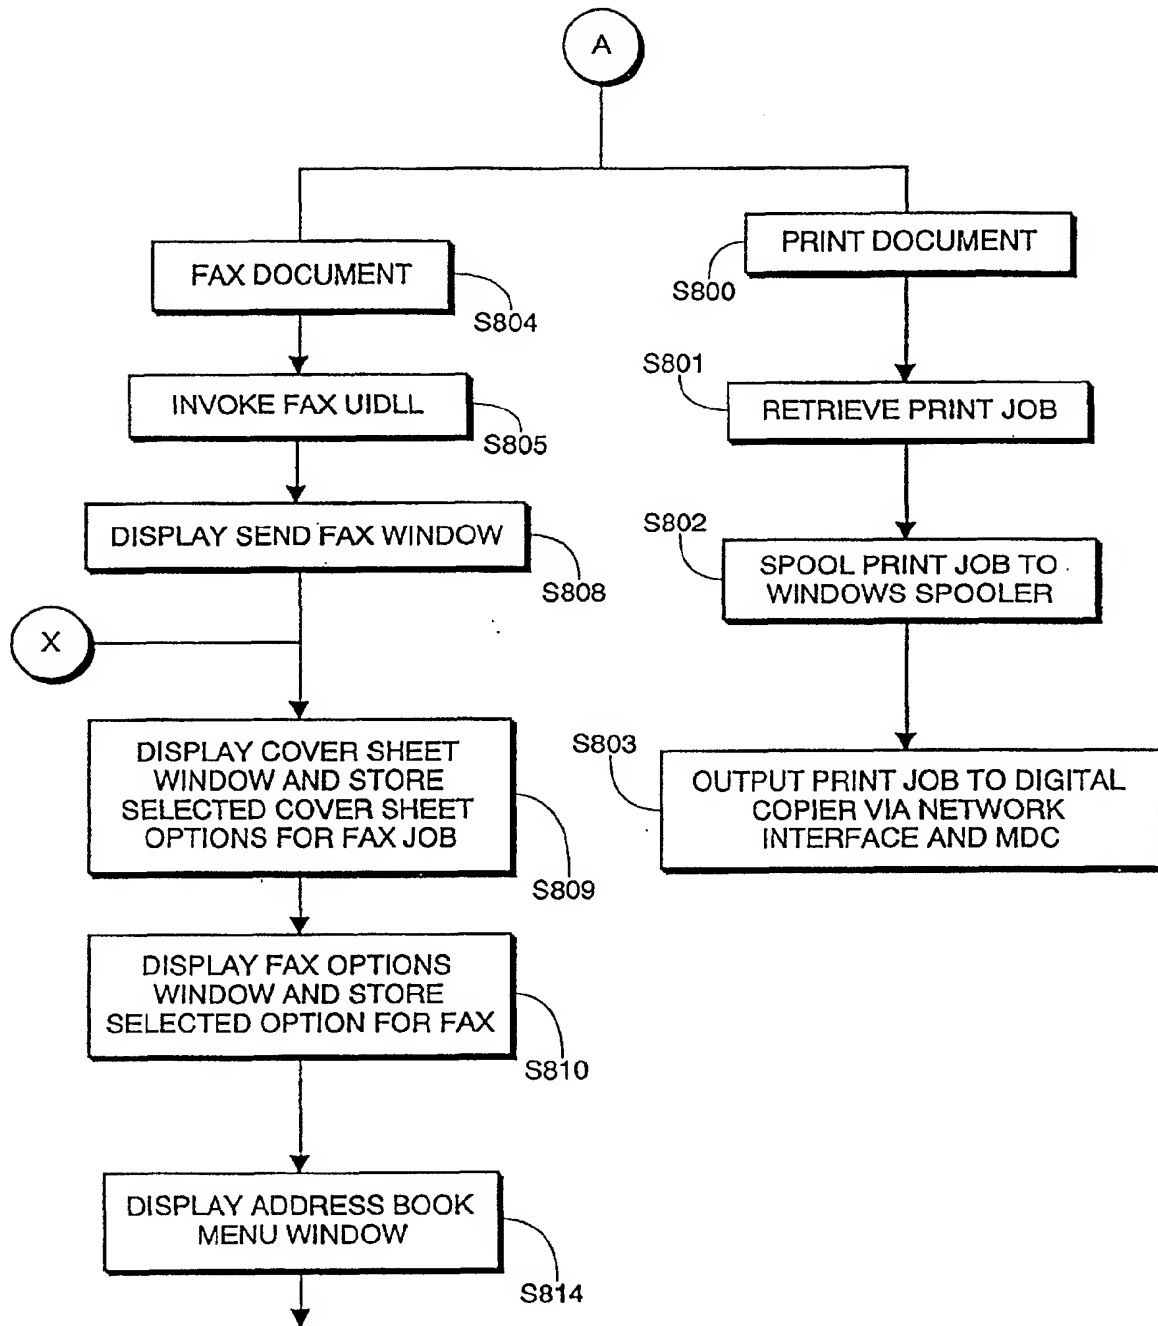 A
FAX DOCUMENT
S804
INVOKE FAX UIDLL
S805
DISPLAY SEND FAX WINDOW
S808
X
DISPLAY COVER SHEET
WINDOW AND STORE
SELECTED COVER SHEET
OPTIONS FOR FAX JOB
S809
DISPLAY FAX OPTIONS
WINDOW AND STORE
SELECTED OPTION FOR FAX
S810
DISPLAY ADDRESS BOOK
MENU WINDOW
S814
PRINT DOCUMENT
S800
S801
RETRIEVE PRINT JOB
S802
SPOOL PRINT JOB TO
WINDOWS SPOOLER
S803
OUTPUT PRINT JOB TO DIGITAL
COPIER VIA NETWORK
INTERFACE AND MDC